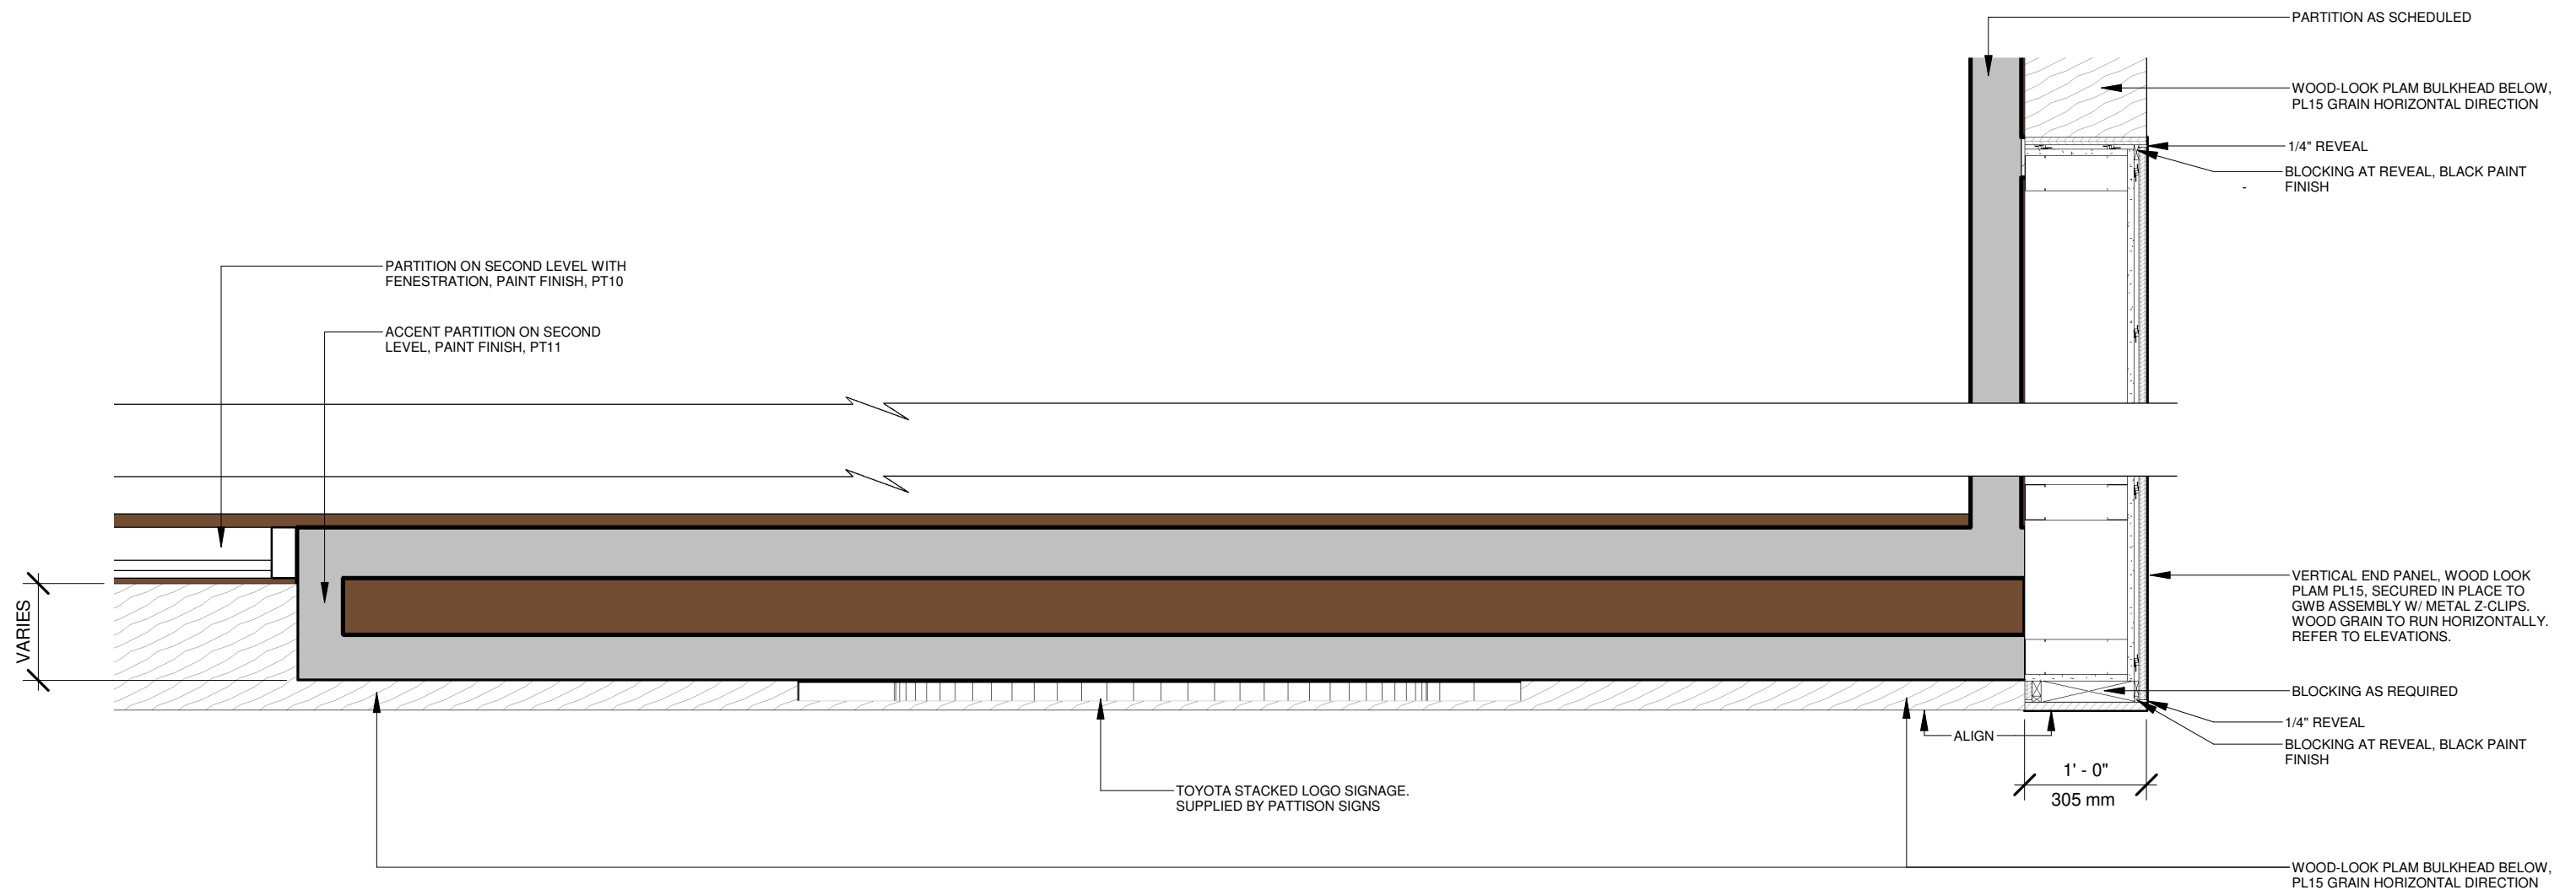 PARTITION AS SCHEDULED
WOOD-LOOK PLAM BULKHEAD BELOW,
PL15 GRAIN HORIZONTAL DIRECTION
1/4" REVEAL
BLOCKING AT REVEAL, BLACK PAINT
FINISH
-
PARTITION ON SECOND LEVEL WITH
FENESTRATION, PAINT FINISH, PT10
ACCENT PARTITION ON SECOND
LEVEL, PAINT FINISH, PT11
VARIES
VERTICAL END PANEL, WOOD LOOK
PLAM PL15, SECURED IN PLACE TO
GWB ASSEMBLY W/ METAL Z-CLIPS.
WOOD GRAIN TO RUN HORIZONTALLY.
REFER TO ELEVATIONS.
BLOCKING AS REQUIRED
1/4" REVEAL
BLOCKING AT REVEAL, BLACK PAINT
FINISH
ALIGN
1' - 0"
305 mm
TOYOTA STACKED LOGO SIGNAGE.
SUPPLIED BY PATTISON SIGNS
WOOD-LOOK PLAM BULKHEAD BELOW,
PL15 GRAIN HORIZONTAL DIRECTION